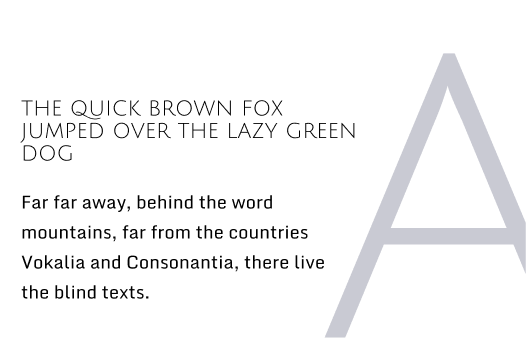 THE QUICK BROWN FOX
JUMPED OVER THE LAZY GREEN
DOG
Far far away, behind the word
mountains, far from the countries
Vokalia and Consonantia, there live
the blind texts.
A